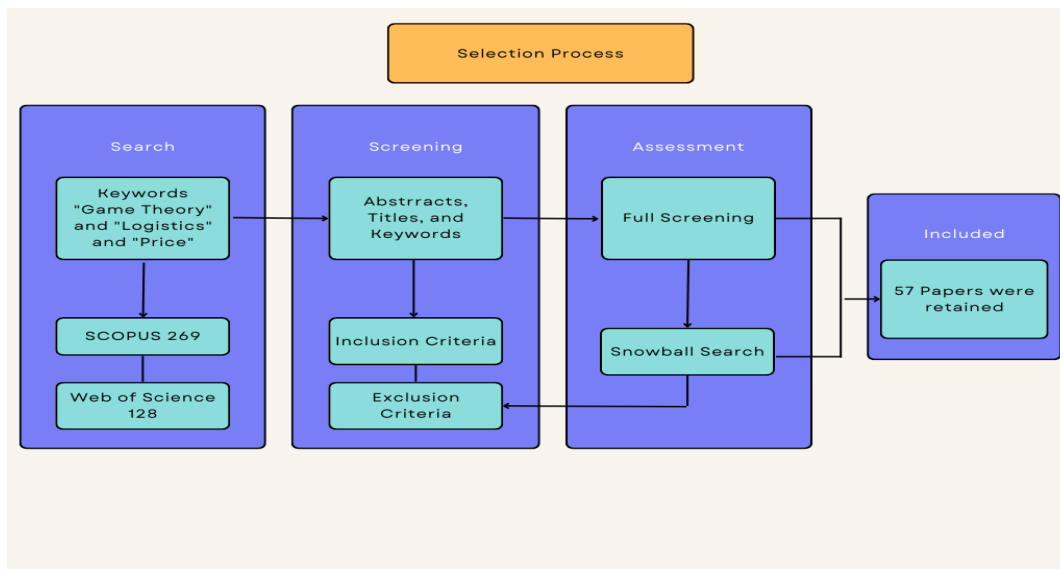 Selection Process
Search
Keywords
"Game Theory"
and "Logistics"
and "Price"
SCOPUS 269
Web of Science
128
Screening
Abstrracts,
Titles, and
Keywords
Inclusion Criteria
Exclusion
Criteria
Assessment
Full Screening
Snowball Search
Included
57 Papers were
retained